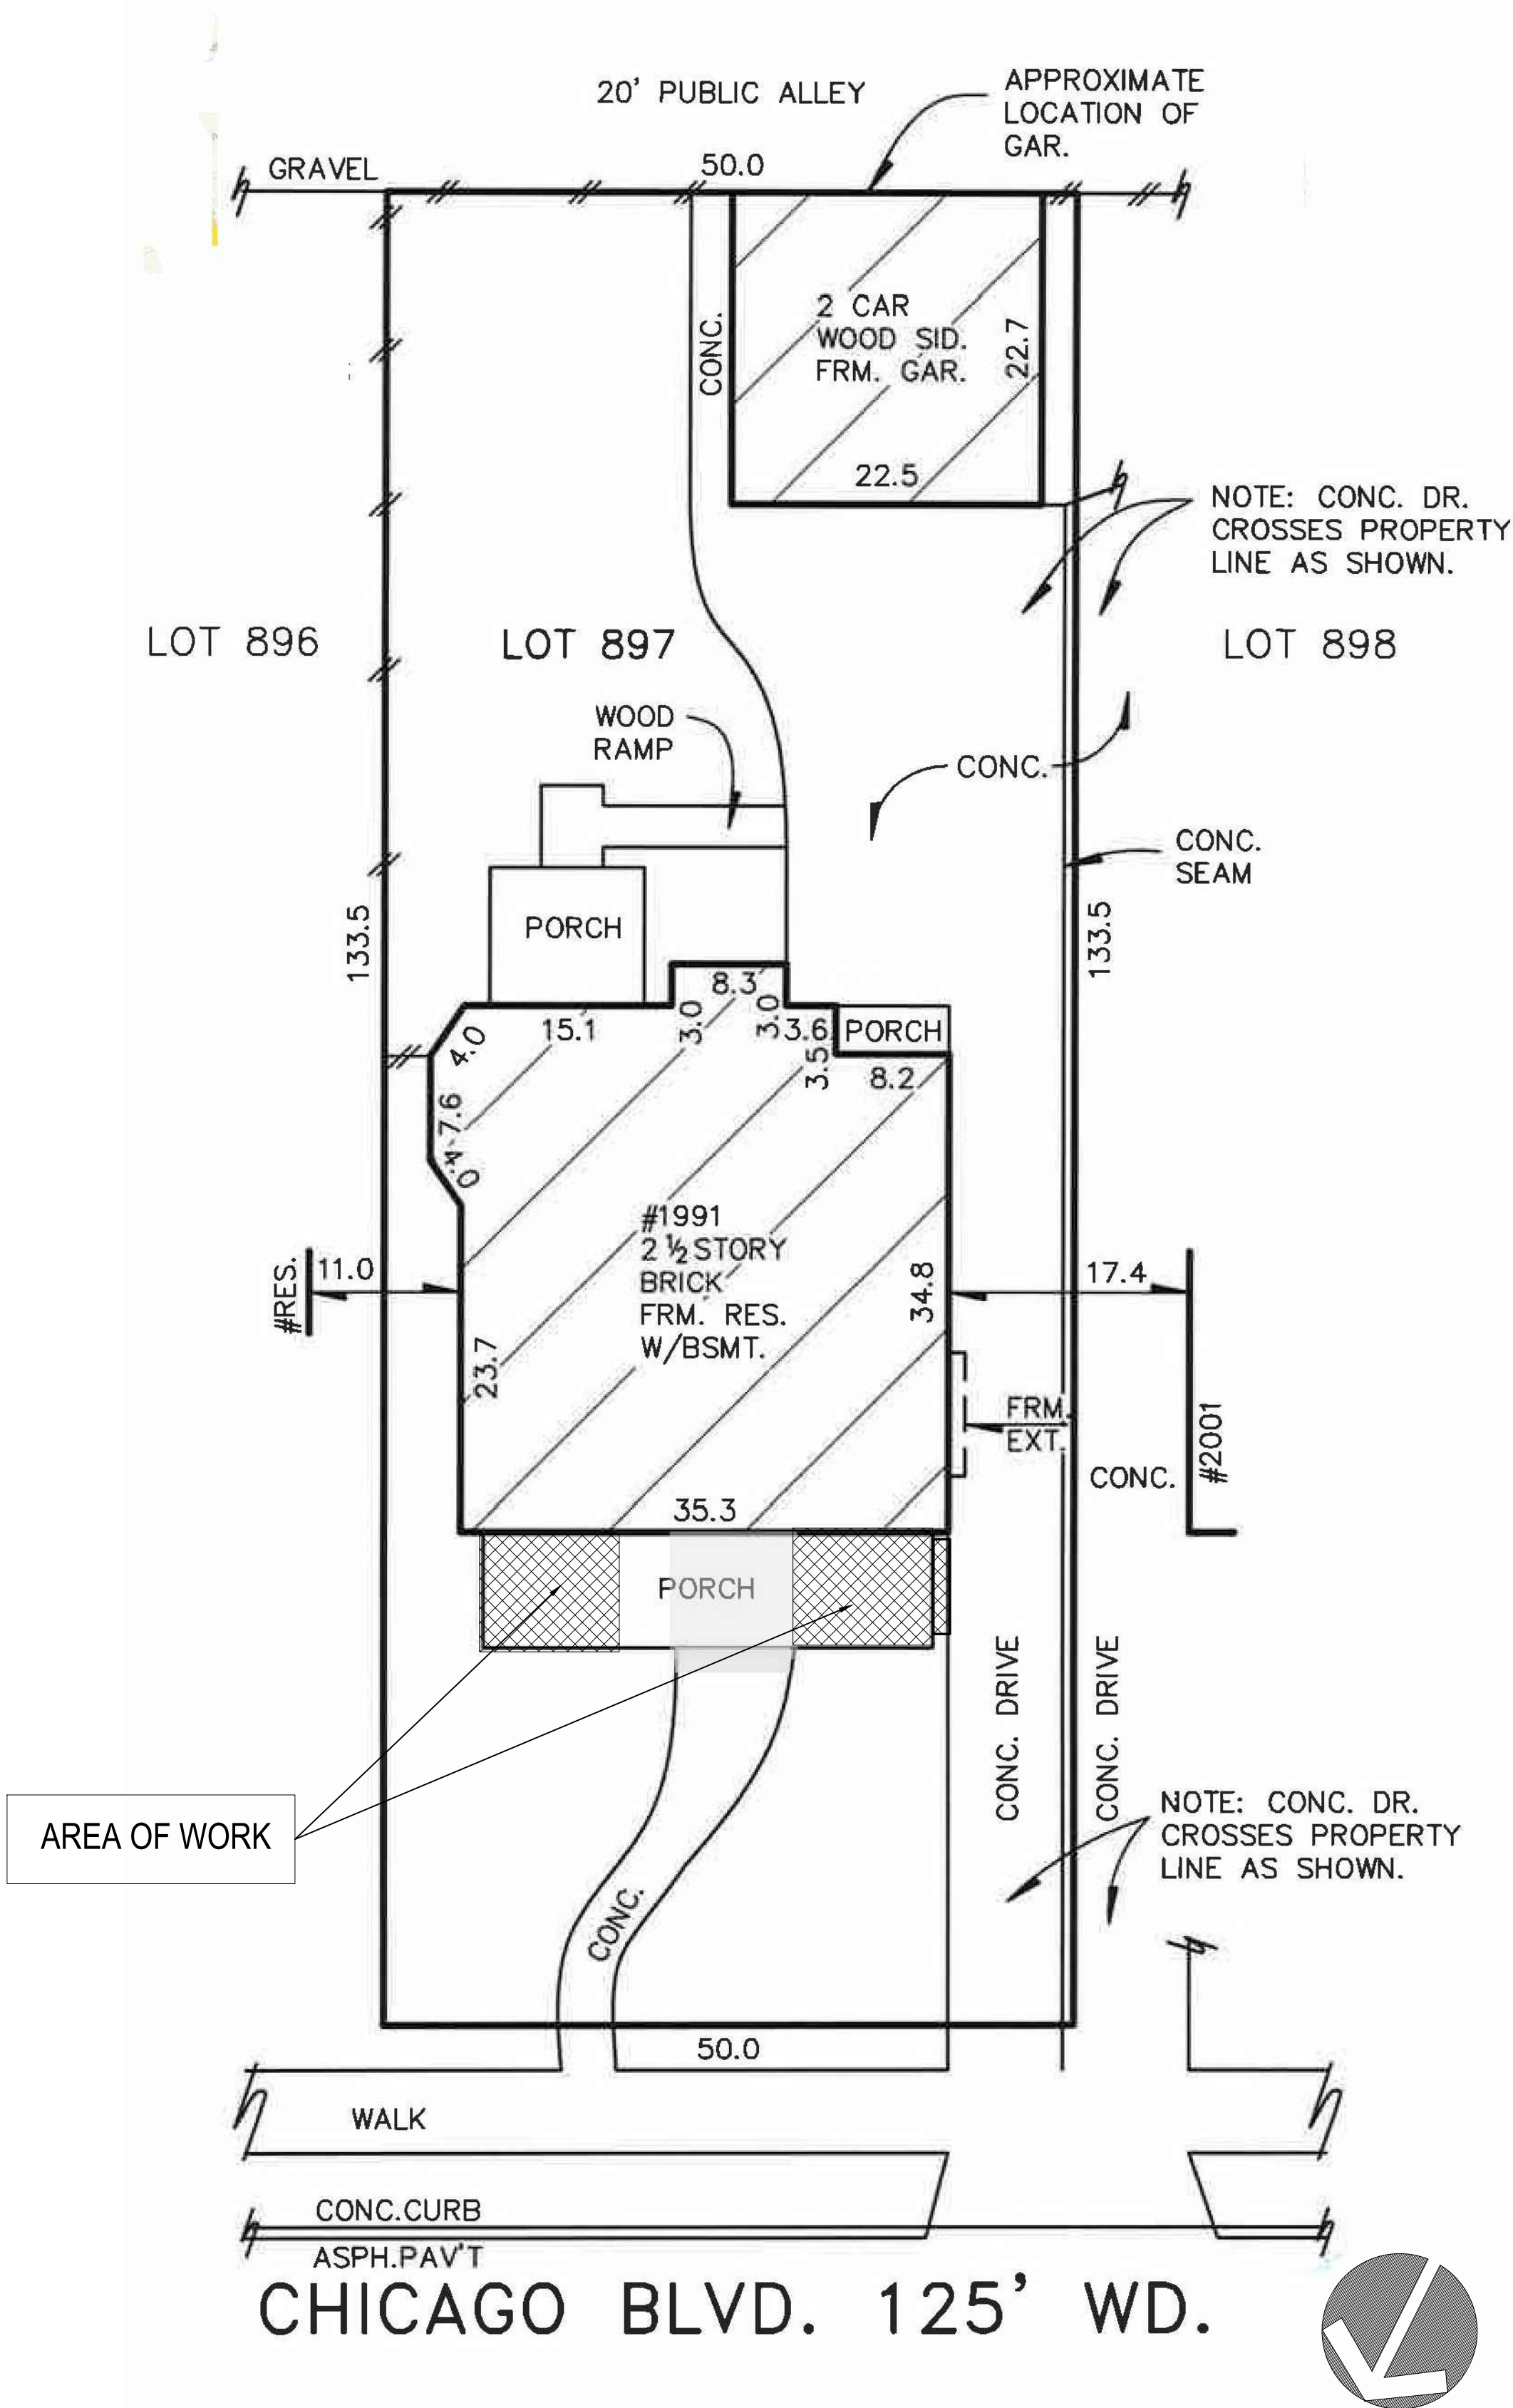 20' PUBLIC ALLEY
APPROXIMATE
LOCATION OF
GAR.
GRAVEL
50.0
CONC.
2 CAR
WOOD SID.
FRM. GAR.
22.7
22.5
NOTE: CONC. DR.
CROSSES PROPERTY
LINE AS SHOWN.
LOT 896
LOT 897
LOT 898
WOOD
RAMP
CONC.
CONC.
SEAM
133.5
PORCH
133.5
8.3
4.0
15.1
3.0
3.0
3.6
PORCH
3.5
8.2
7.6
4.0
#1991
2 ½ STORY
BRICK
FRM. RES.
W/BSMT.
#RES.
11.0
34.8
17.4
23.7
FRM.
EXT.
#2001
CONC.
35.3
PORCH
CONC. DRIVE
CONC. DRIVE
AREA OF WORK
NOTE: CONC. DR.
CROSSES PROPERTY
LINE AS SHOWN.
CONC.
50.0
WALK
CONC.CURB
ASPH.PAV'T
CHICAGO BLVD. 125' WD.